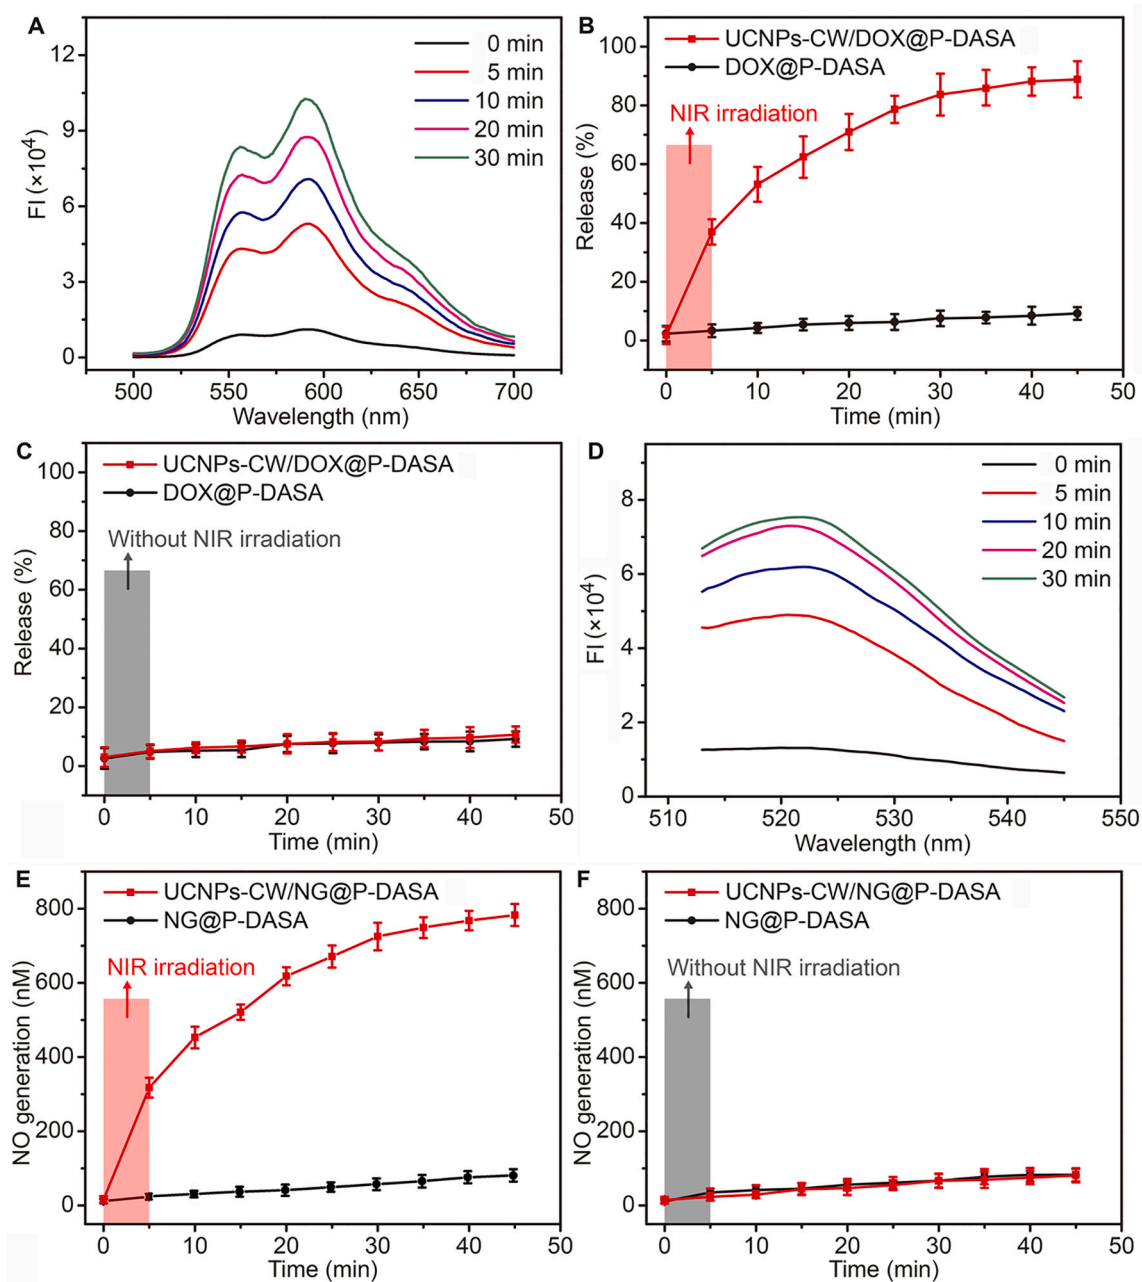 A
FI (×10⁴)
12
9
6
3
0
0 min
5 min
10 min
20 min
30 min
500 550 600 650 700
Wavelength (nm)
B
Release (%)
100
80
60
40
20
0
UCNPs-CW/DOX@P-DASA
DOX@P-DASA
NIR irradiation
0 10 20 30 40 50
Time (min)
C
Release (%)
100
80
60
40
20
0
UCNPs-CW/DOX@P-DASA
DOX@P-DASA
Without NIR irradiation
0 10 20 30 40 50
Time (min)
D
FI (×10⁴)
8
6
4
2
0
0 min
5 min
10 min
20 min
30 min
510 520 530 540 550
Wavelength (nm)
E
NO generation (nM)
800
600
400
200
0
UCNPs-CW/NG@P-DASA
NG@P-DASA
NIR irradiation
0 10 20 30 40 50
Time (min)
F
NO generation (nM)
800
600
400
200
0
UCNPs-CW/NG@P-DASA
NG@P-DASA
Without NIR irradiation
0 10 20 30 40 50
Time (min)